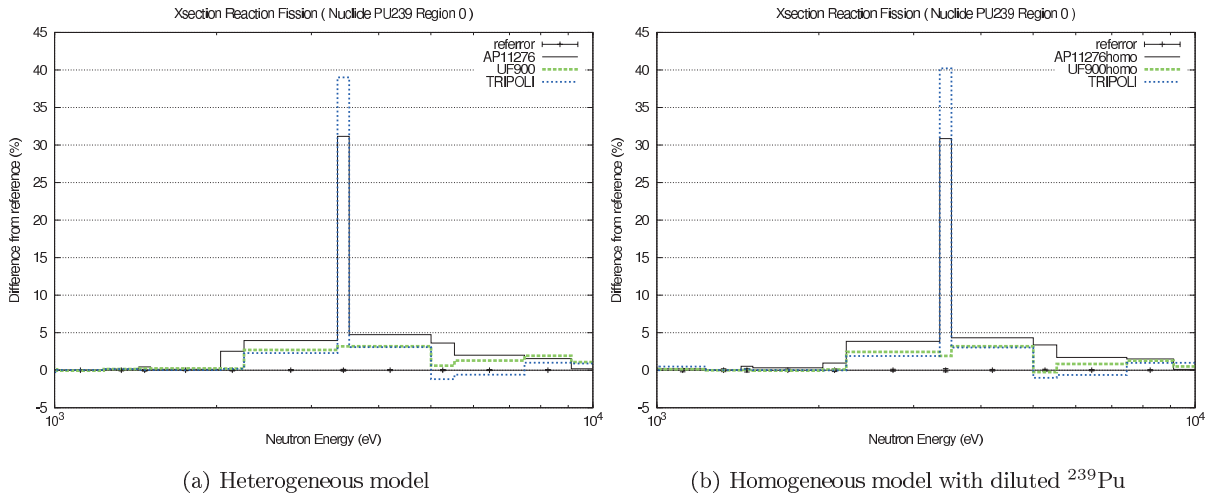 Xsection Reaction Fission ( Nuclide PU239 Region 0 )
Difference from reference (%)
45
40
35
30
25
20
15
10
5
0
-5
referror
AP11276
UF900
TRIPOLI
10³
10⁴
Neutron Energy (eV)
(a) Heterogeneous model
Xsection Reaction Fission ( Nuclide PU239 Region 0 )
Difference from reference (%)
45
40
35
30
25
20
15
10
5
0
-5
referror
AP11276homo
UF900homo
TRIPOLI
10³
10⁴
Neutron Energy (eV)
(b) Homogeneous model with diluted ²³⁹Pu